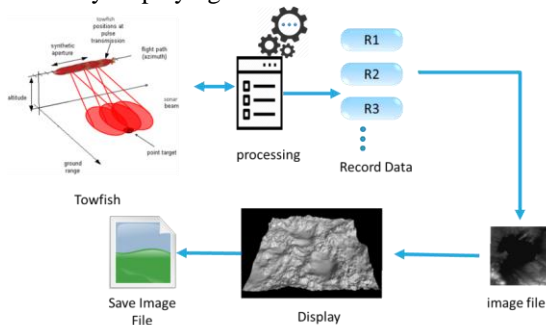 towfish
positions at
pulse
transmission
synthetic
aperture
flight path
(azimuth)
altitude
sonar
beam
point target
ground
range
Towfish
processing
R1
R2
R3
Record Data
image file
Display
Save Image
File